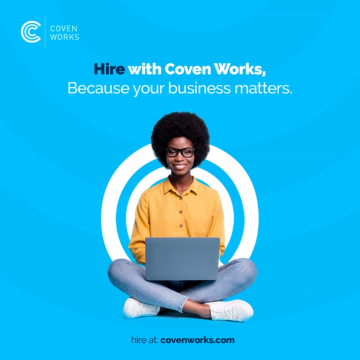 COVEN
WORKS
Hire with Coven Works,
Because your business matters.
hire at: covenworks.com